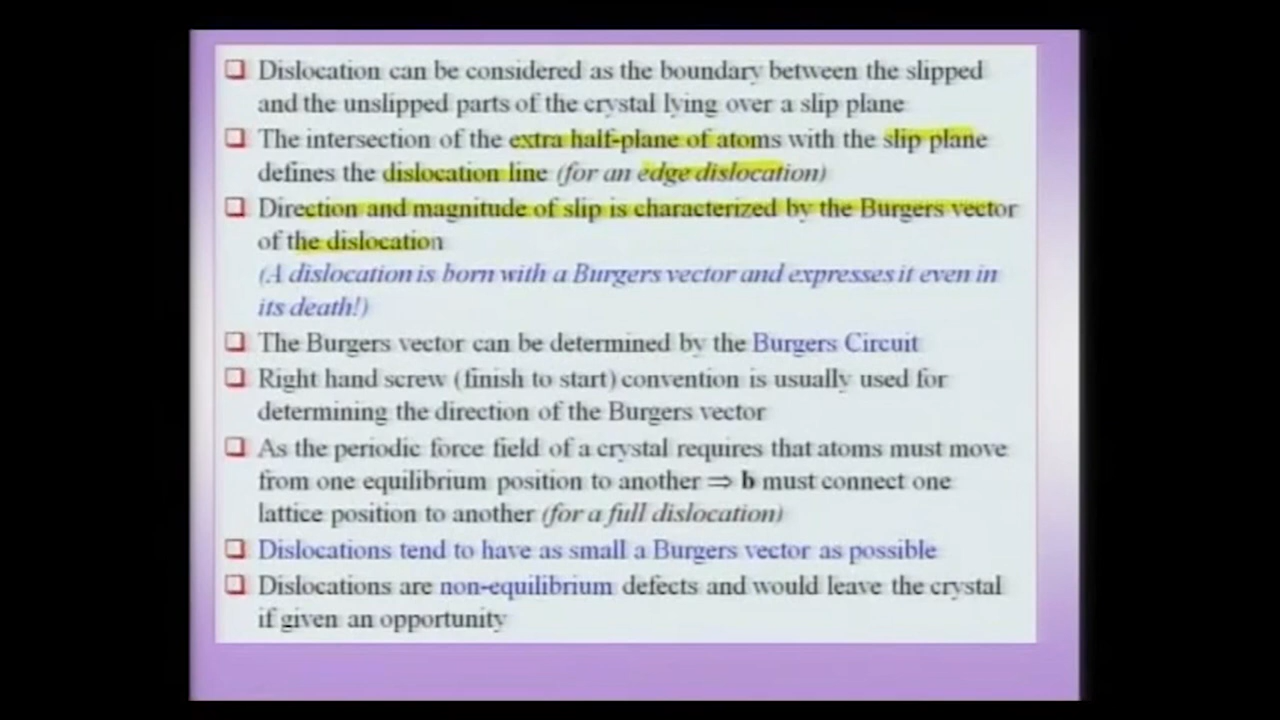 ❑ Dislocation can be considered as the boundary between the slipped
and the unslipped parts of the crystal lying over a slip plane
❑ The intersection of the extra half-plane of atoms with the slip plane
defines the dislocation line (for an edge dislocation)
❑ Direction and magnitude of slip is characterized by the Burgers vector
of the dislocation
(A dislocation is born with a Burgers vector and expresses it even in
its death!)
❑ The Burgers vector can be determined by the Burgers Circuit
❑ Right hand screw (finish to start) convention is usually used for
determining the direction of the Burgers vector
❑ As the periodic force field of a crystal requires that atoms must move
from one equilibrium position to another ⇒ b must connect one
lattice position to another (for a full dislocation)
❑ Dislocations tend to have as small a Burgers vector as possible
❑ Dislocations are non-equilibrium defects and would leave the crystal
if given an opportunity